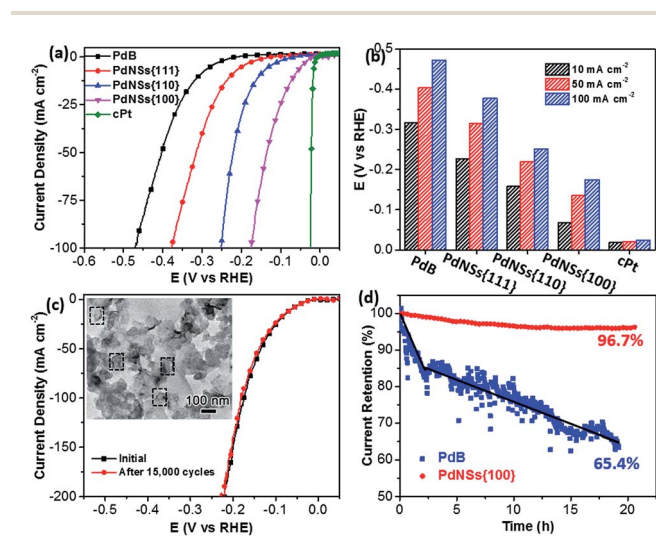 (a)
PdB
PdNSs{111}
PdNSs{110}
PdNSs{100}
cPt
Current Density (mA cm⁻²)
0
-25
-50
-75
-100
-0.6 -0.5 -0.4 -0.3 -0.2 -0.1 0.0
E (V vs RHE)
(b)
10 mA cm⁻²
50 mA cm⁻²
100 mA cm⁻²
E (V vs RHE)
-0.5
-0.4
-0.3
-0.2
-0.1
0.0
PdB PdNSs{111} PdNSs{110} PdNSs{100} cPt
(c)
100 nm
Initial
After 15,000 cycles
Current Density (mA cm⁻²)
0
-50
-100
-150
-200
-0.5 -0.4 -0.3 -0.2 -0.1 0.0
E (V vs RHE)
(d)
96.7%
65.4%
PdB
PdNSs{100}
Current Retention (%)
100
90
80
70
60
50
0 5 10 15 20
Time (h)